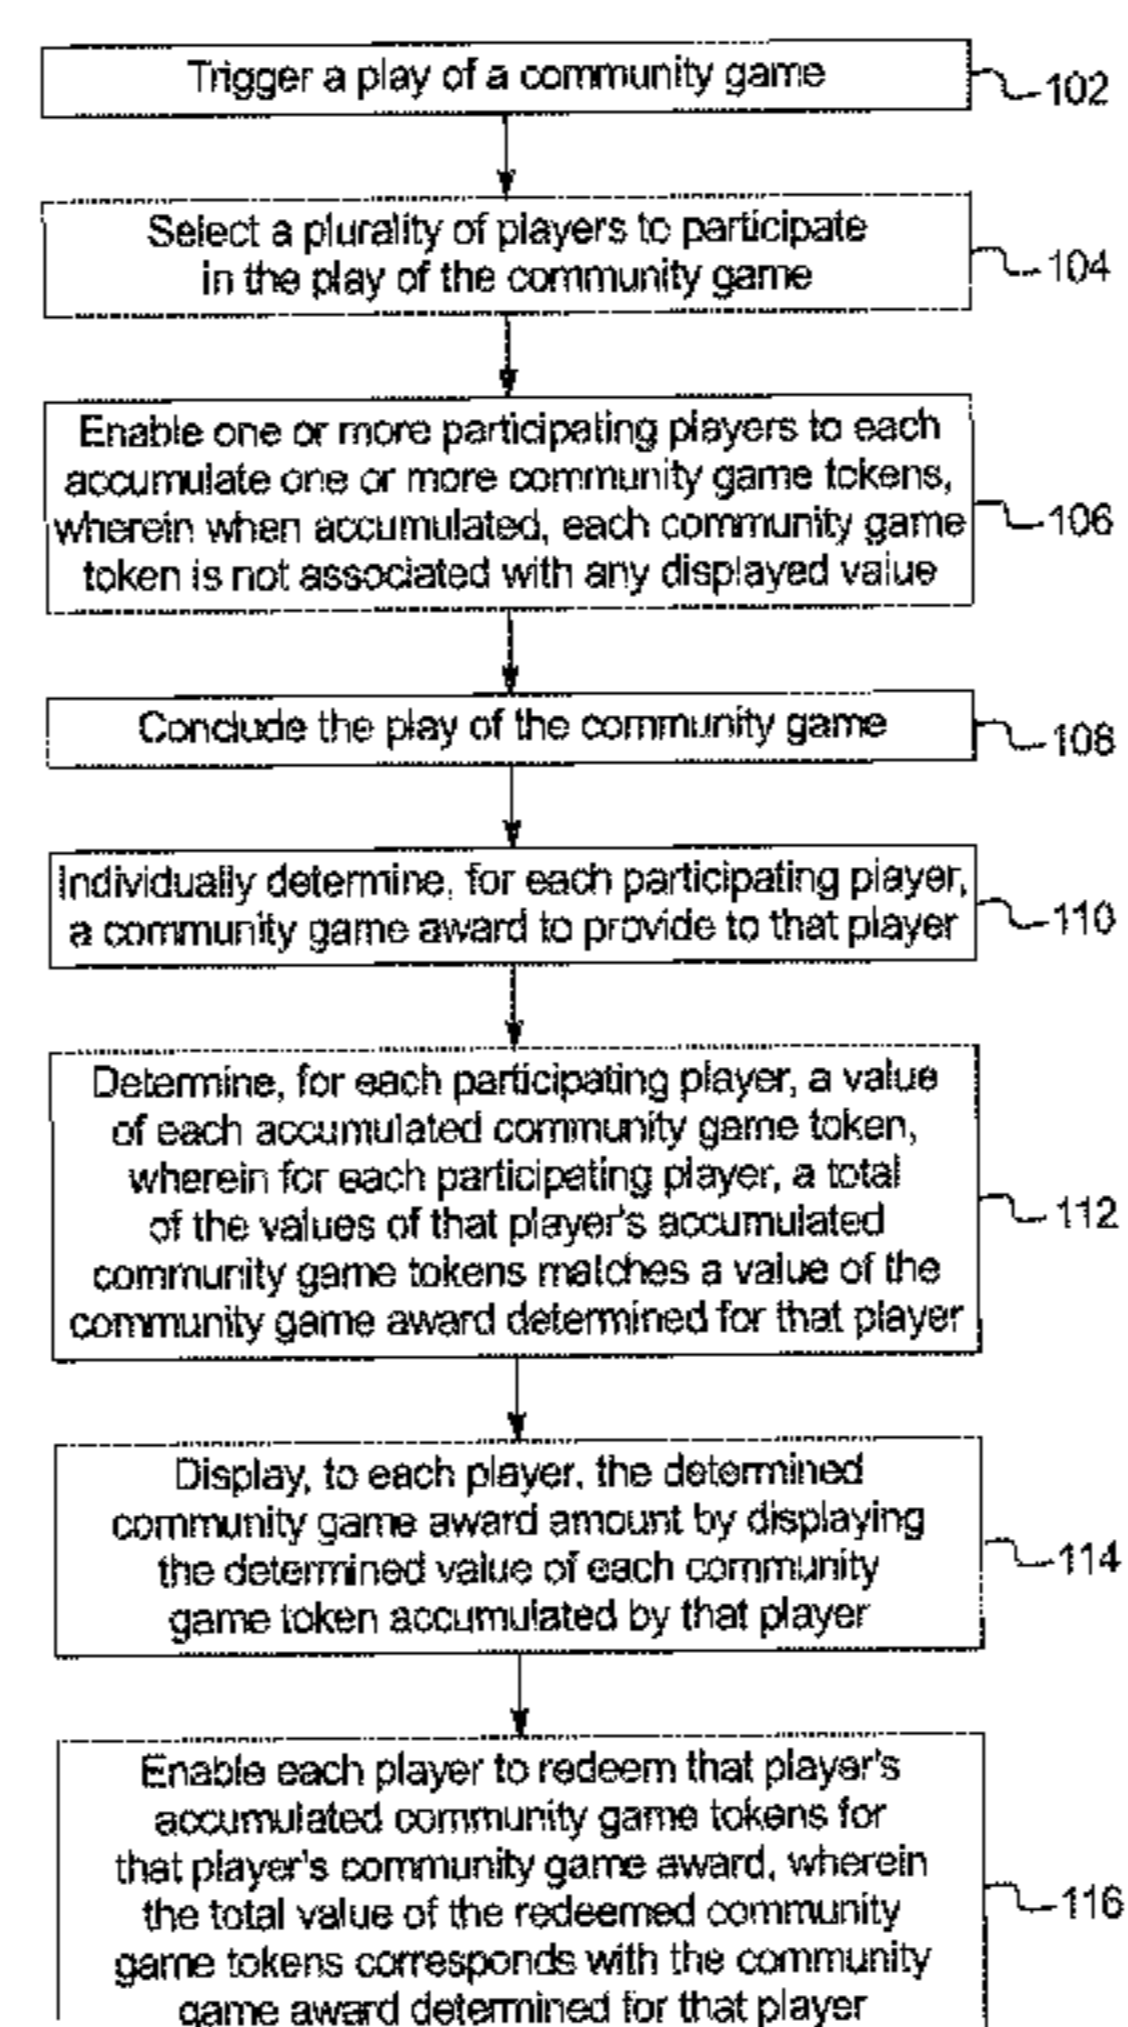 Trigger a play of a community game
102
Select a plurality of players to participate
in the play of the community game
104
Enable one or more participating players to each
accumulate one or more community game tokens,
wherein when accumulated, each community game
token is not associated with any displayed value
106
Conclude the play of the community game
108
Individually determine, for each participating player,
a community game award to provide to that player
110
Determine, for each participating player, a value
of each accumulated community game token,
wherein for each participating player, a total
of the values of that player's accumulated
community game tokens matches a value of the
community game award determined for that player
112
Display, to each player, the determined
community game award amount by displaying
the determined value of each community
game token accumulated by that player
114
Enable each player to redeem that player's
accumulated community game tokens for
that player's community game award, wherein
the total value of the redeemed community
game tokens corresponds with the community
game award determined for that player
116